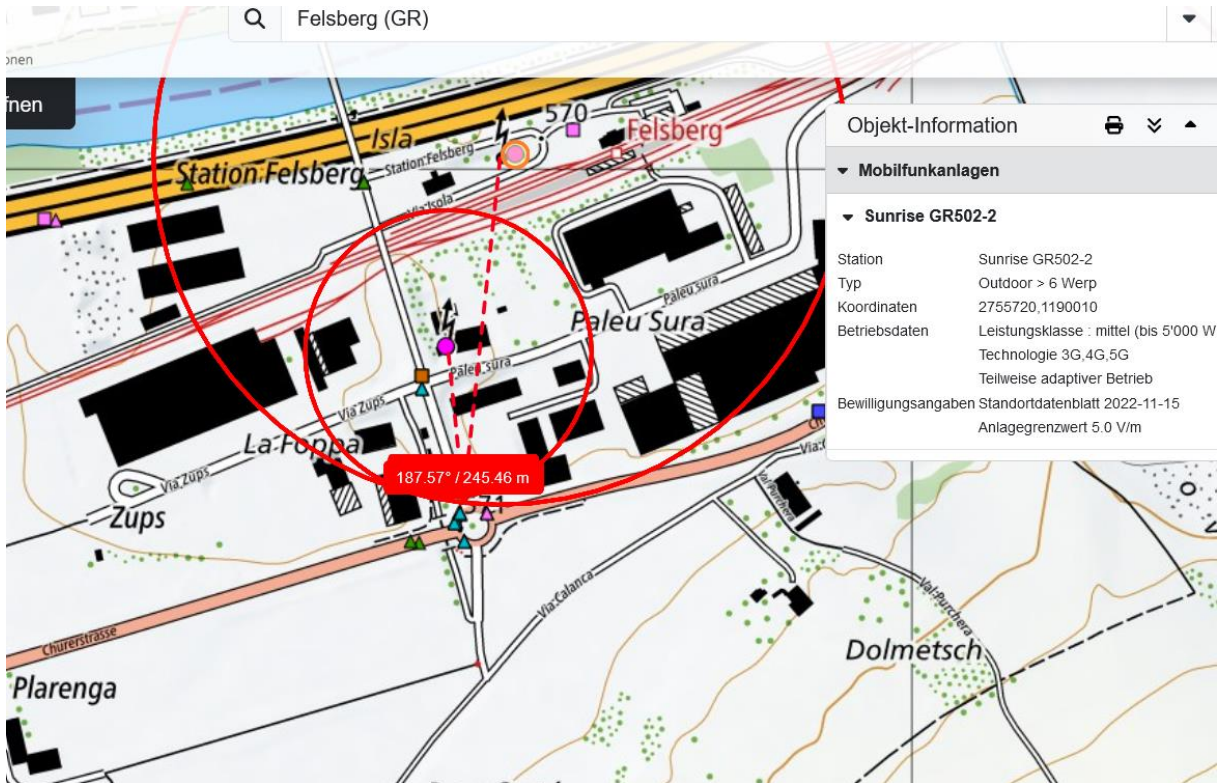 Felsberg (GR)
onen
fnen
570
Isla
Felsberg
Station Felsberg
Station Felsberg
Via Isola
Objekt-Information
Mobilfunkanlagen
Sunrise GR502-2
Station Sunrise GR502-2
Typ Outdoor > 6 Werp
Koordinaten 2755720,1190010
Betriebsdaten Leistungsklasse : mittel (bis 5'000 W
Technologie 3G,4G,5G
Teilweise adaptiver Betrieb
Bewilligungsangaben Standortdatenblatt 2022-11-15
Anlagegrenzwert 5.0 V/m
Paleu sura
Paleu Sura
Paleu sura
Via Zups
La Foppa
187.57° / 245.46 m
571
Via Zups
Zups
Val Purchera
Via Calanca
Val Purchera
Churerstrasse
Dolmetsch
Plarenga